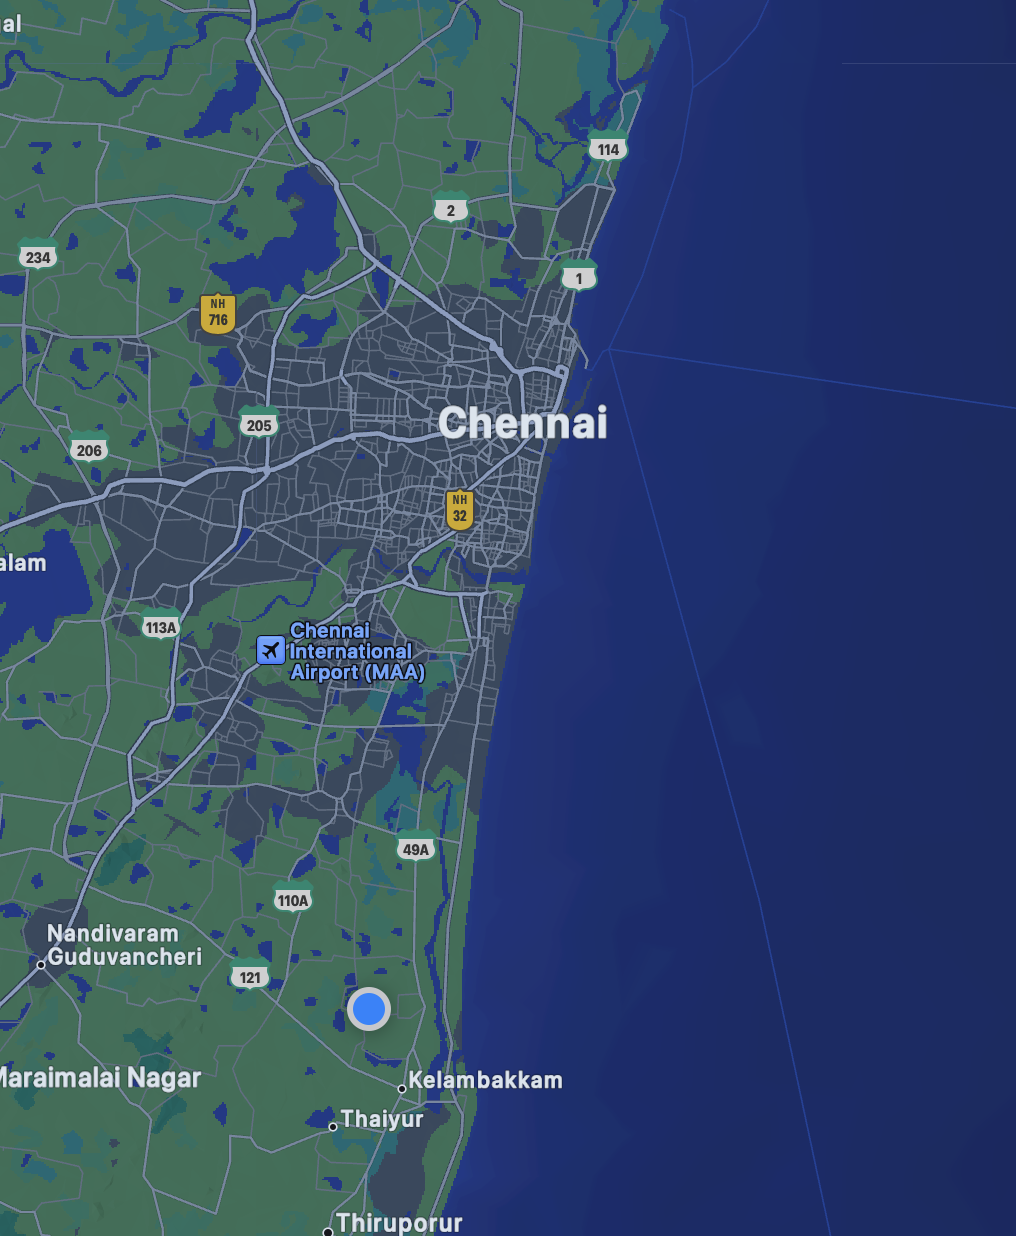 al
114
2
234
1
NH
716
Chennai
205
206
NH
32
alam
113A
Chennai
International
Airport (MAA)
49A
110A
Nandivaram
Guduvancheri
121
Maraimalai Nagar
Kelambakkam
Thaiyur
Thiruporur